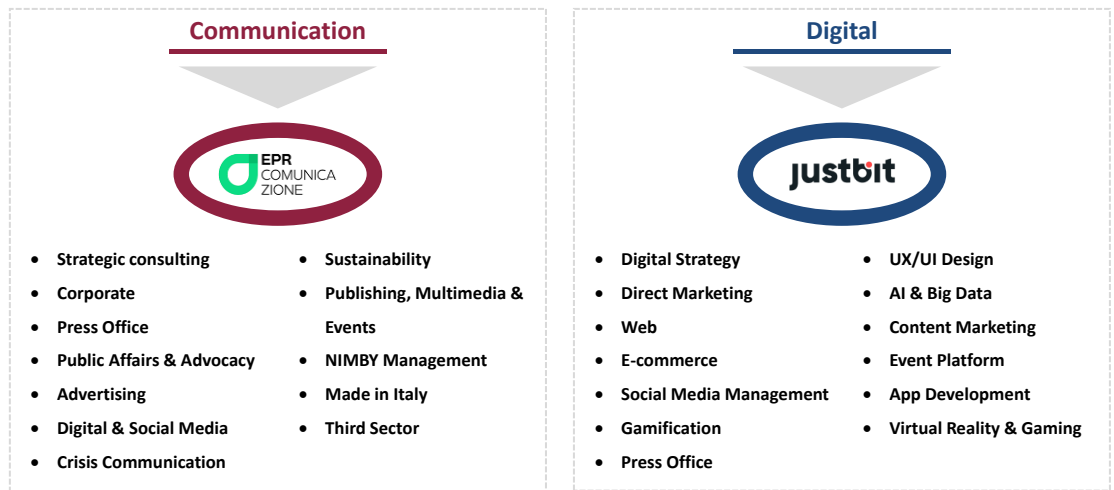 Communication
EPR
COMUNICA
ZIONE
• Strategic consulting
• Corporate
• Press Office
• Public Affairs & Advocacy
• Advertising
• Digital & Social Media
• Crisis Communication
• Sustainability
• Publishing, Multimedia &
Events
• NIMBY Management
• Made in Italy
• Third Sector
Digital
justbit
• Digital Strategy
• Direct Marketing
• Web
• E-commerce
• Social Media Management
• Gamification
• Press Office
• UX/UI Design
• AI & Big Data
• Content Marketing
• Event Platform
• App Development
• Virtual Reality & Gaming